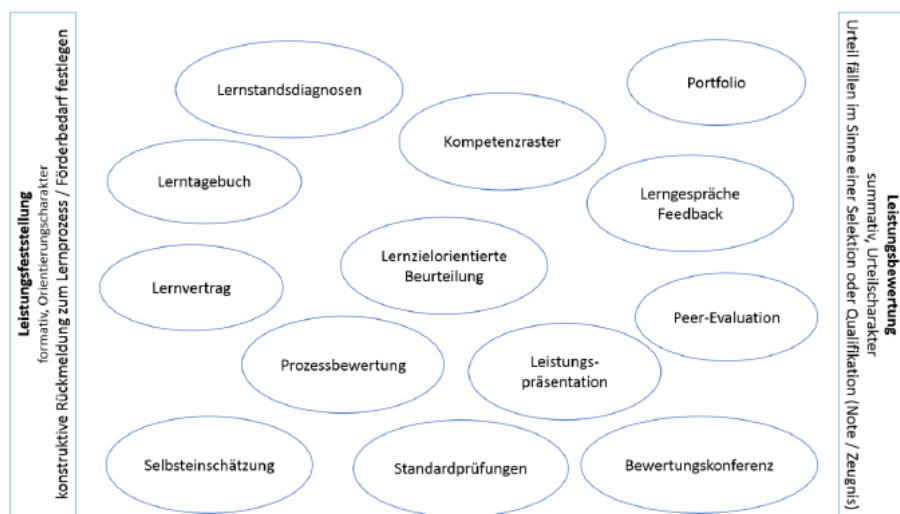 Leistungsfeststellung
formativ, Orientierungscharakter
konstruktive Rückmeldung zum Lernprozess / Förderbedarf festlegen
Lernstandsdiagnosen
Portfolio
Kompetenzraster
Lerntagebuch
Lerngespräche
Feedback
Lernzielorientierte
Beurteilung
Lernvertrag
Peer-Evaluation
Prozessbewertung
Leistungs-
präsentation
Selbsteinschätzung
Standardprüfungen
Bewertungskonferenz
Leistungsbewertung
summativ, Urteilscharakter
Urteil fällen im Sinne einer Selektion oder Qualifikation (Note / Zeugnis)